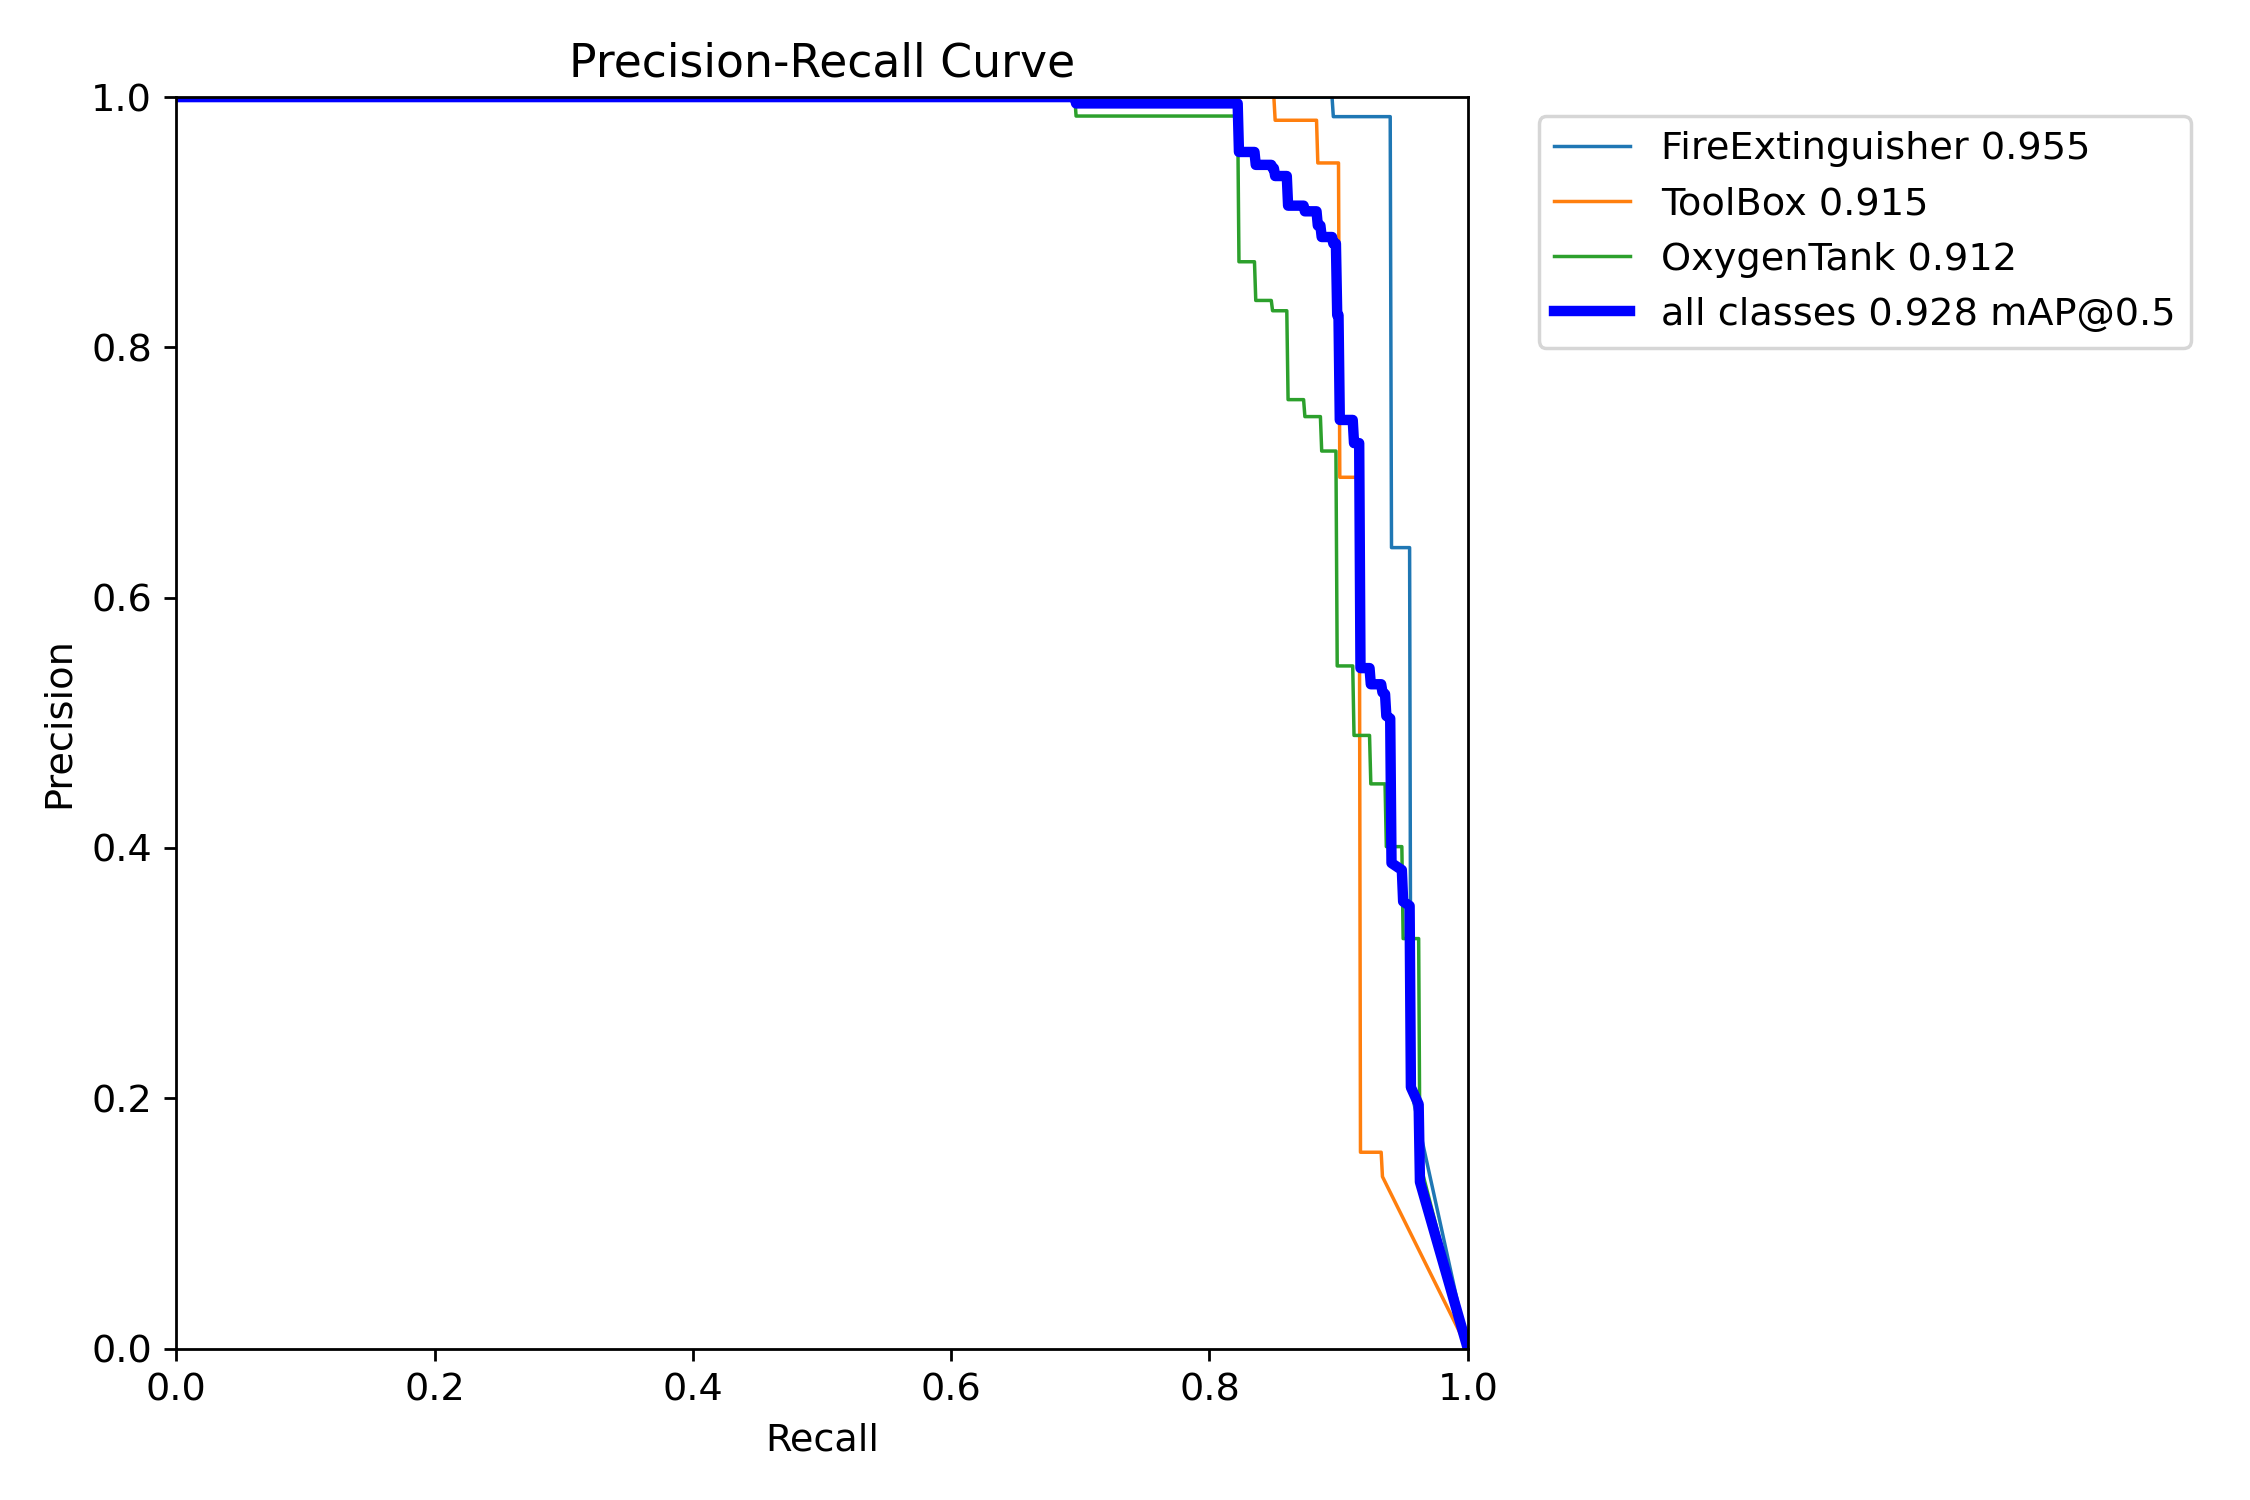 Precision-Recall Curve
1.0
0.8
0.6
0.4
0.2
0.0
Precision
0.0 0.2 0.4 0.6 0.8 1.0
Recall
FireExtinguisher 0.955
ToolBox 0.915
OxygenTank 0.912
all classes 0.928 mAP@0.5